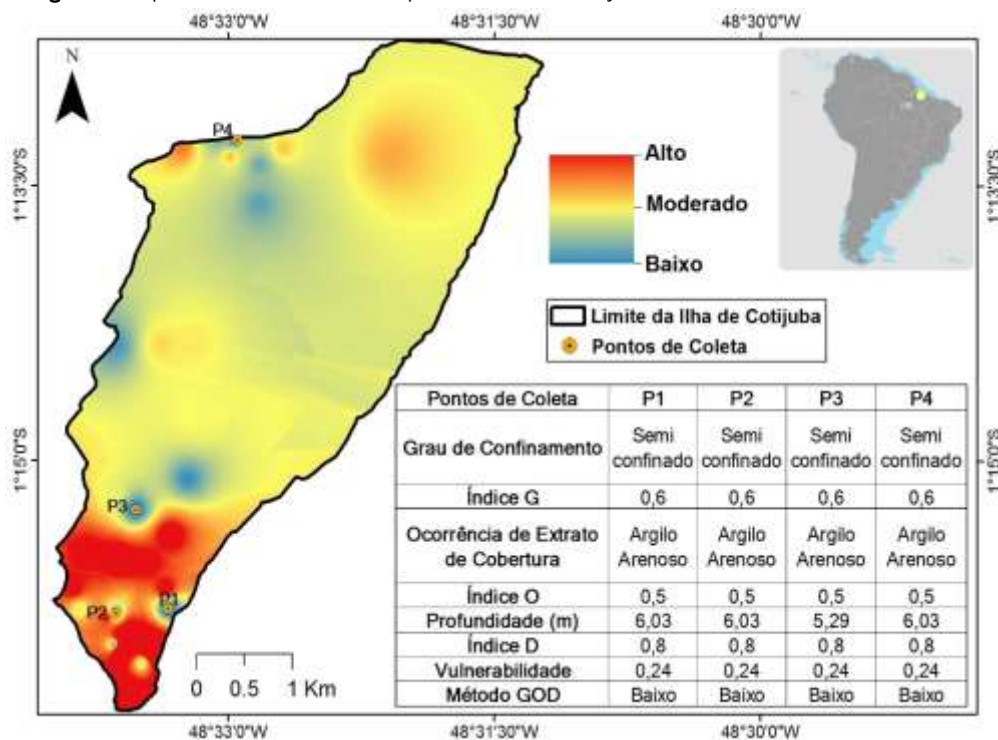 48°33'0"W 48°31'30"W 48°30'0"W
N
P4
1°13'30"S
1°13'30"S
Alto
Moderado
Baixo
Limite da Ilha de Cotijuba
Pontos de Coleta
1°15'0"S
1°15'0"S
P3
P2
P1
0 0.5 1 Km
Pontos de Coleta P1 P2 P3 P4
Grau de Confinamento Semi confinado Semi confinado Semi confinado Semi confinado
Índice G 0,6 0,6 0,6 0,6
Ocorrência de Extrato de Cobertura Argilo Arenoso Argilo Arenoso Argilo Arenoso Argilo Arenoso
Índice O 0,5 0,5 0,5 0,5
Profundidade (m) 6,03 6,03 5,29 6,03
Índice D 0,8 0,8 0,8 0,8
Vulnerabilidade 0,24 0,24 0,24 0,24
Método GOD Baixo Baixo Baixo Baixo
48°33'0"W 48°31'30"W 48°30'0"W